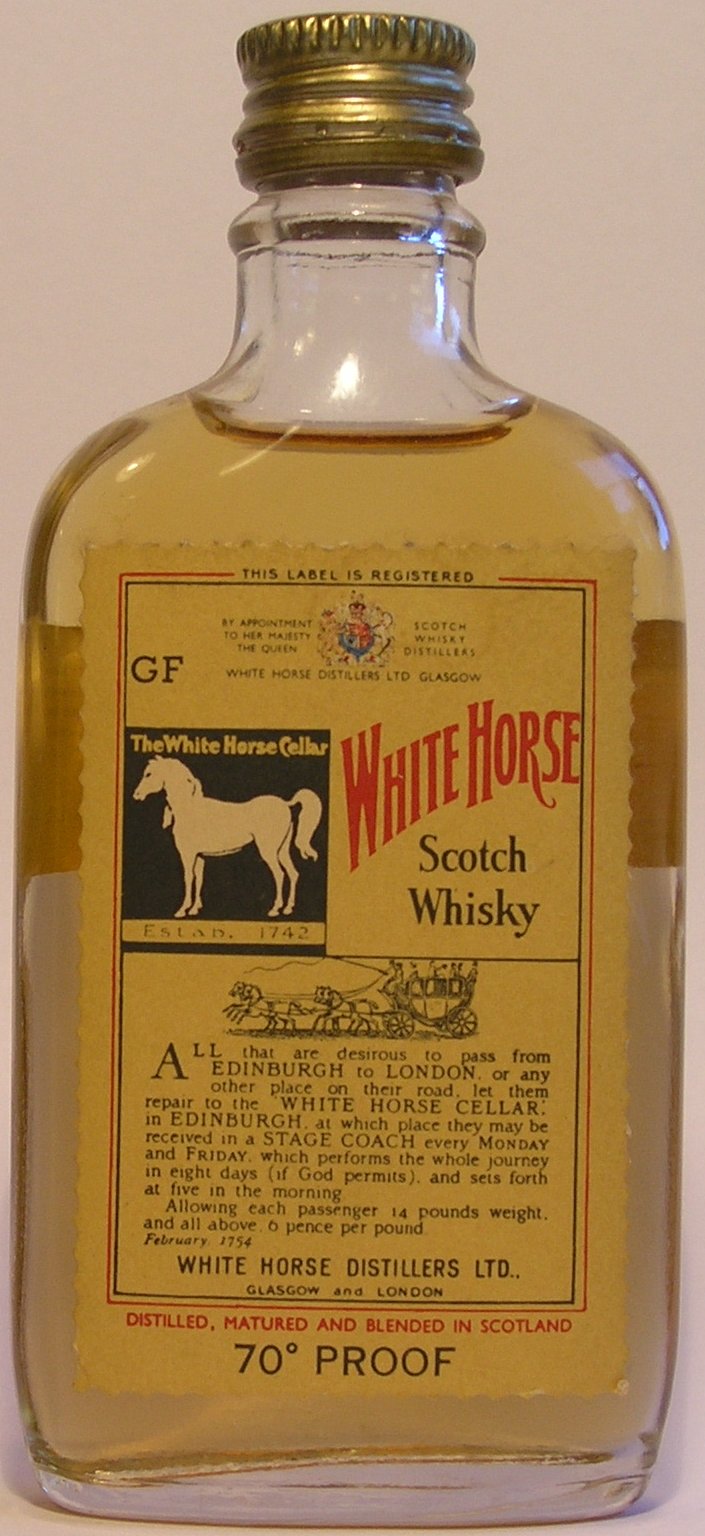 THIS LABEL IS REGISTERED
BY APPOINTMENT
TO HER MAJESTY
THE QUEEN
SCOTCH
WHISKY
DISTILLERS
WHITE HORSE DISTILLERS LTD GLASGOW
GF
The White Horse Cellar
Estab. 1742
WHITE HORSE
Scotch
Whisky
ALL that are desirous to pass from
EDINBURGH to LONDON, or any
other place on their road, let them
repair to the "WHITE HORSE CELLAR,"
in EDINBURGH, at which place they may be
received in a STAGE COACH every MONDAY
and FRIDAY, which performs the whole journey
in eight days (if God permits), and sets forth
at five in the morning
Allowing each passenger 14 pounds weight,
and all above, 6 pence per pound
February, 1754
WHITE HORSE DISTILLERS LTD.,
GLASGOW and LONDON
DISTILLED, MATURED AND BLENDED IN SCOTLAND
70° PROOF